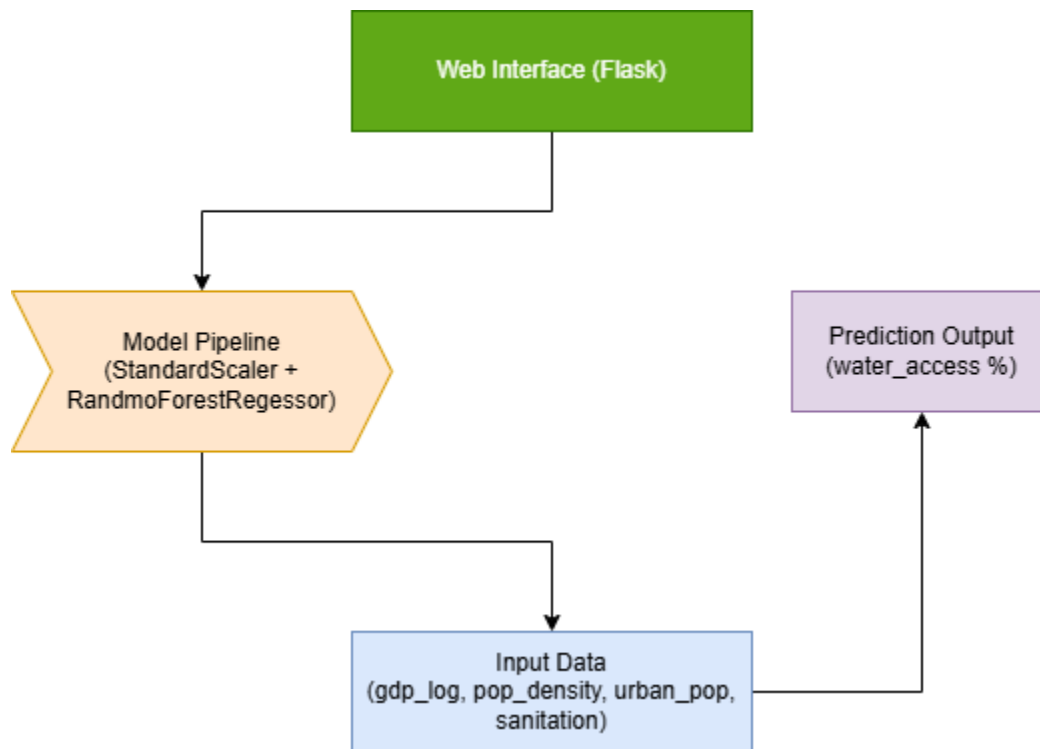 Web Interface (Flask)
Model Pipeline
(StandardScaler +
RandmoForestRegessor)
Prediction Output
(water_access %)
Input Data
(gdp_log, pop_density, urban_pop,
sanitation)